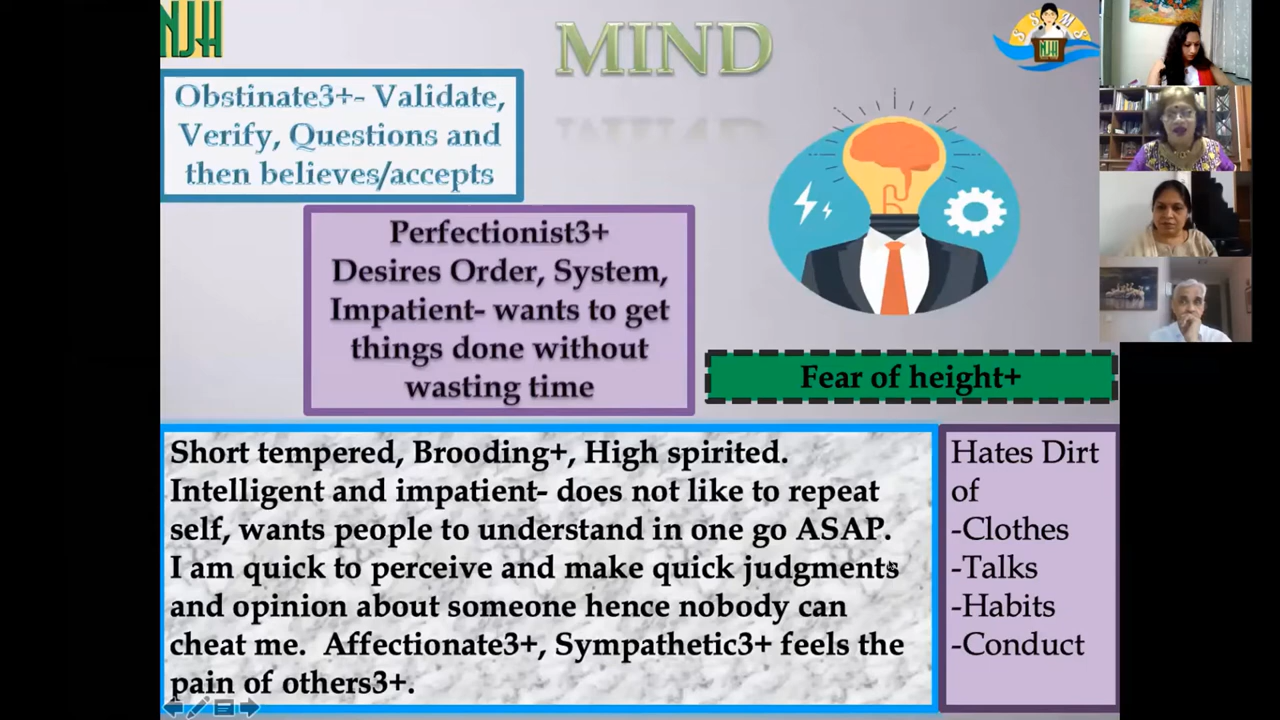 NJH
MIND
SSMS
NJH
Obstinate3+- Validate,
Verify, Questions and
then believes/accepts
Perfectionist3+
Desires Order, System,
Impatient- wants to get
things done without
wasting time
Fear of height+
Short tempered, Brooding+, High spirited.
Intelligent and impatient- does not like to repeat
self, wants people to understand in one go ASAP.
I am quick to perceive and make quick judgments
and opinion about someone hence nobody can
cheat me.  Affectionate3+, Sympathetic3+ feels the
pain of others3+.
Hates Dirt
of
-Clothes
-Talks
-Habits
-Conduct